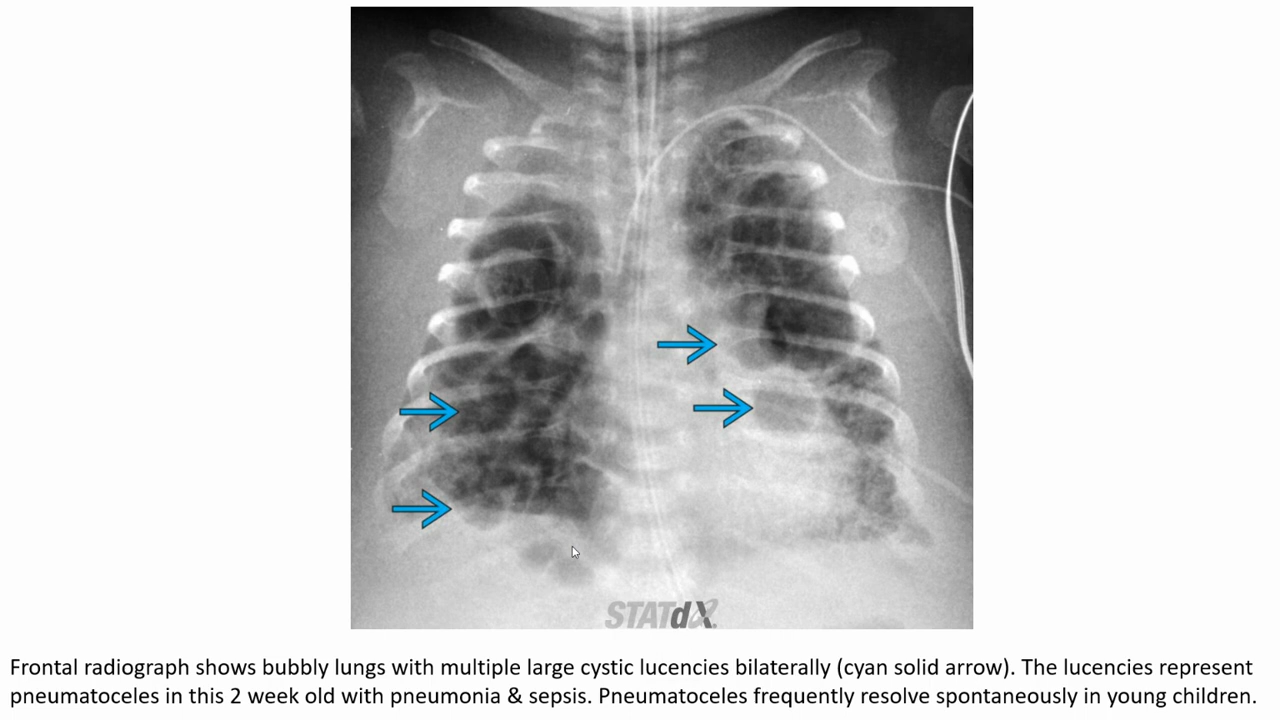 STATdX
Frontal radiograph shows bubbly lungs with multiple large cystic lucencies bilaterally (cyan solid arrow). The lucencies represent
pneumatoceles in this 2 week old with pneumonia & sepsis. Pneumatoceles frequently resolve spontaneously in young children.